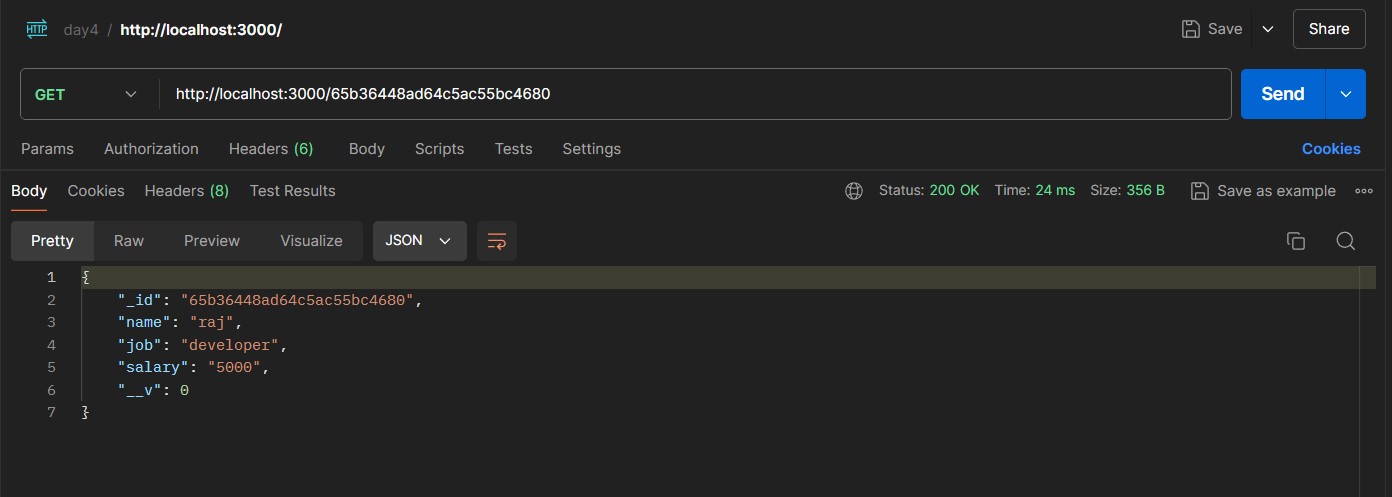 HTTP day4 / http://localhost:3000/ Save Share
GET http://localhost:3000/65b36448ad64c5ac55bc4680 Send
Params Authorization Headers (6) Body Scripts Tests Settings Cookies
Body Cookies Headers (8) Test Results Status: 200 OK Time: 24 ms Size: 356 B Save as example
Pretty Raw Preview Visualize JSON
1 {
2 "_id": "65b36448ad64c5ac55bc4680",
3 "name": "raj",
4 "job": "developer",
5 "salary": "5000",
6 "__v": 0
7 }